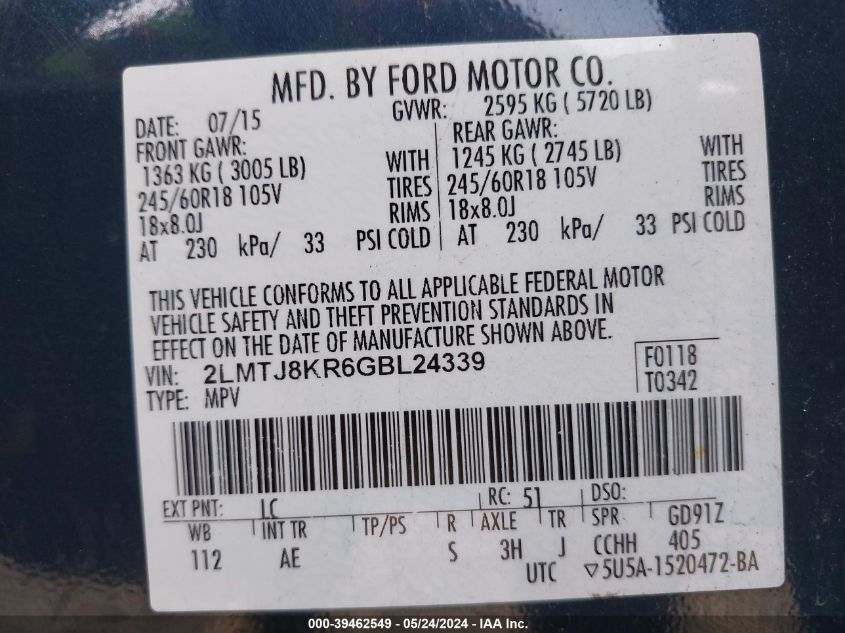 MFD. BY FORD MOTOR CO.
DATE: 07/15 GVWR: 2595 KG ( 5720 LB)
FRONT GAWR: REAR GAWR:
1363 KG ( 3005 LB) WITH 1245 KG ( 2745 LB) WITH
245/60R18 105V TIRES 245/60R18 105V TIRES
18x8.0J RIMS 18x8.0J RIMS
AT 230 kPa/ 33 PSI COLD AT 230 kPa/ 33 PSI COLD
THIS VEHICLE CONFORMS TO ALL APPLICABLE FEDERAL MOTOR
VEHICLE SAFETY AND THEFT PREVENTION STANDARDS IN
EFFECT ON THE DATE OF MANUFACTURE SHOWN ABOVE.
VIN: 2LMTJ8KR6GBL24339 F0118
TYPE: MPV T0342
EXT PNT: LC RC: 51 DSO:
WB INT TR TP/PS R AXLE TR SPR GD91Z
112 AE S 3H J CCHH 405
UTC ▽5U5A-1520472-BA
000-39462549 - 05/24/2024 - IAA Inc.